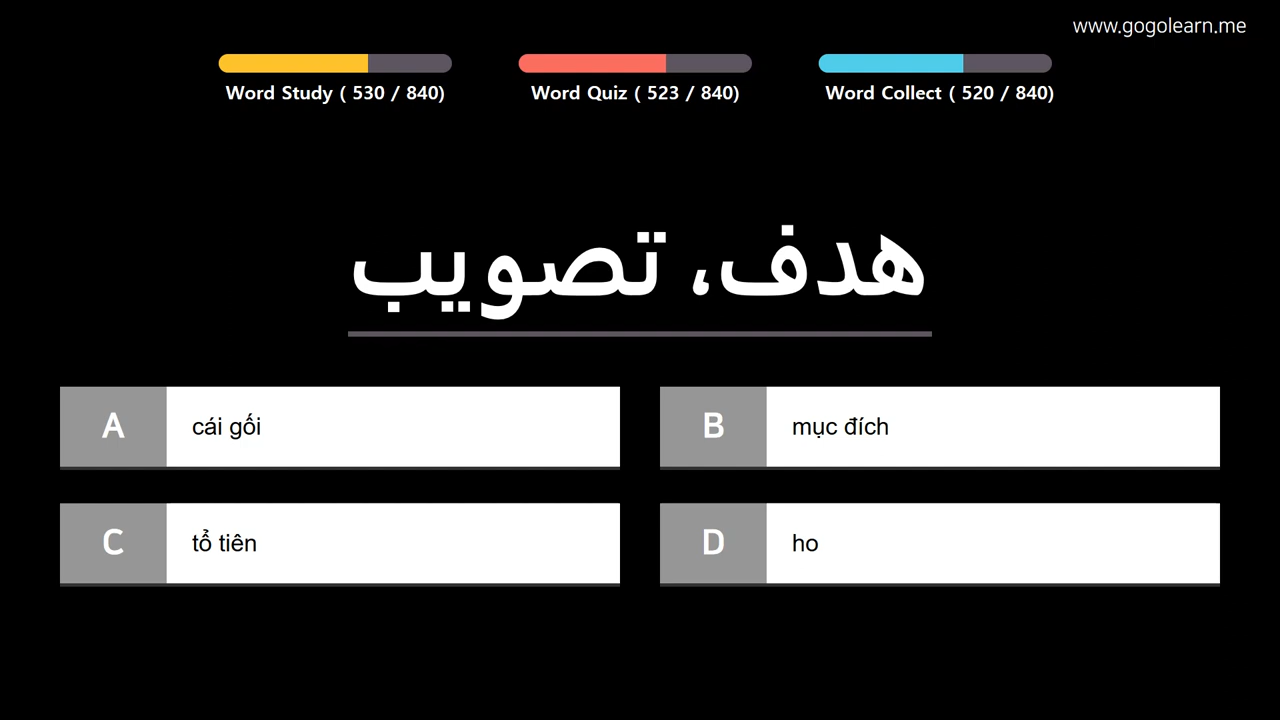 www.gogolearn.me
Word Study ( 530 / 840)
Word Quiz ( 523 / 840)
Word Collect ( 520 / 840)
هدف، تصويب
A
cái gối
B
mục đích
C
tổ tiên
D
ho